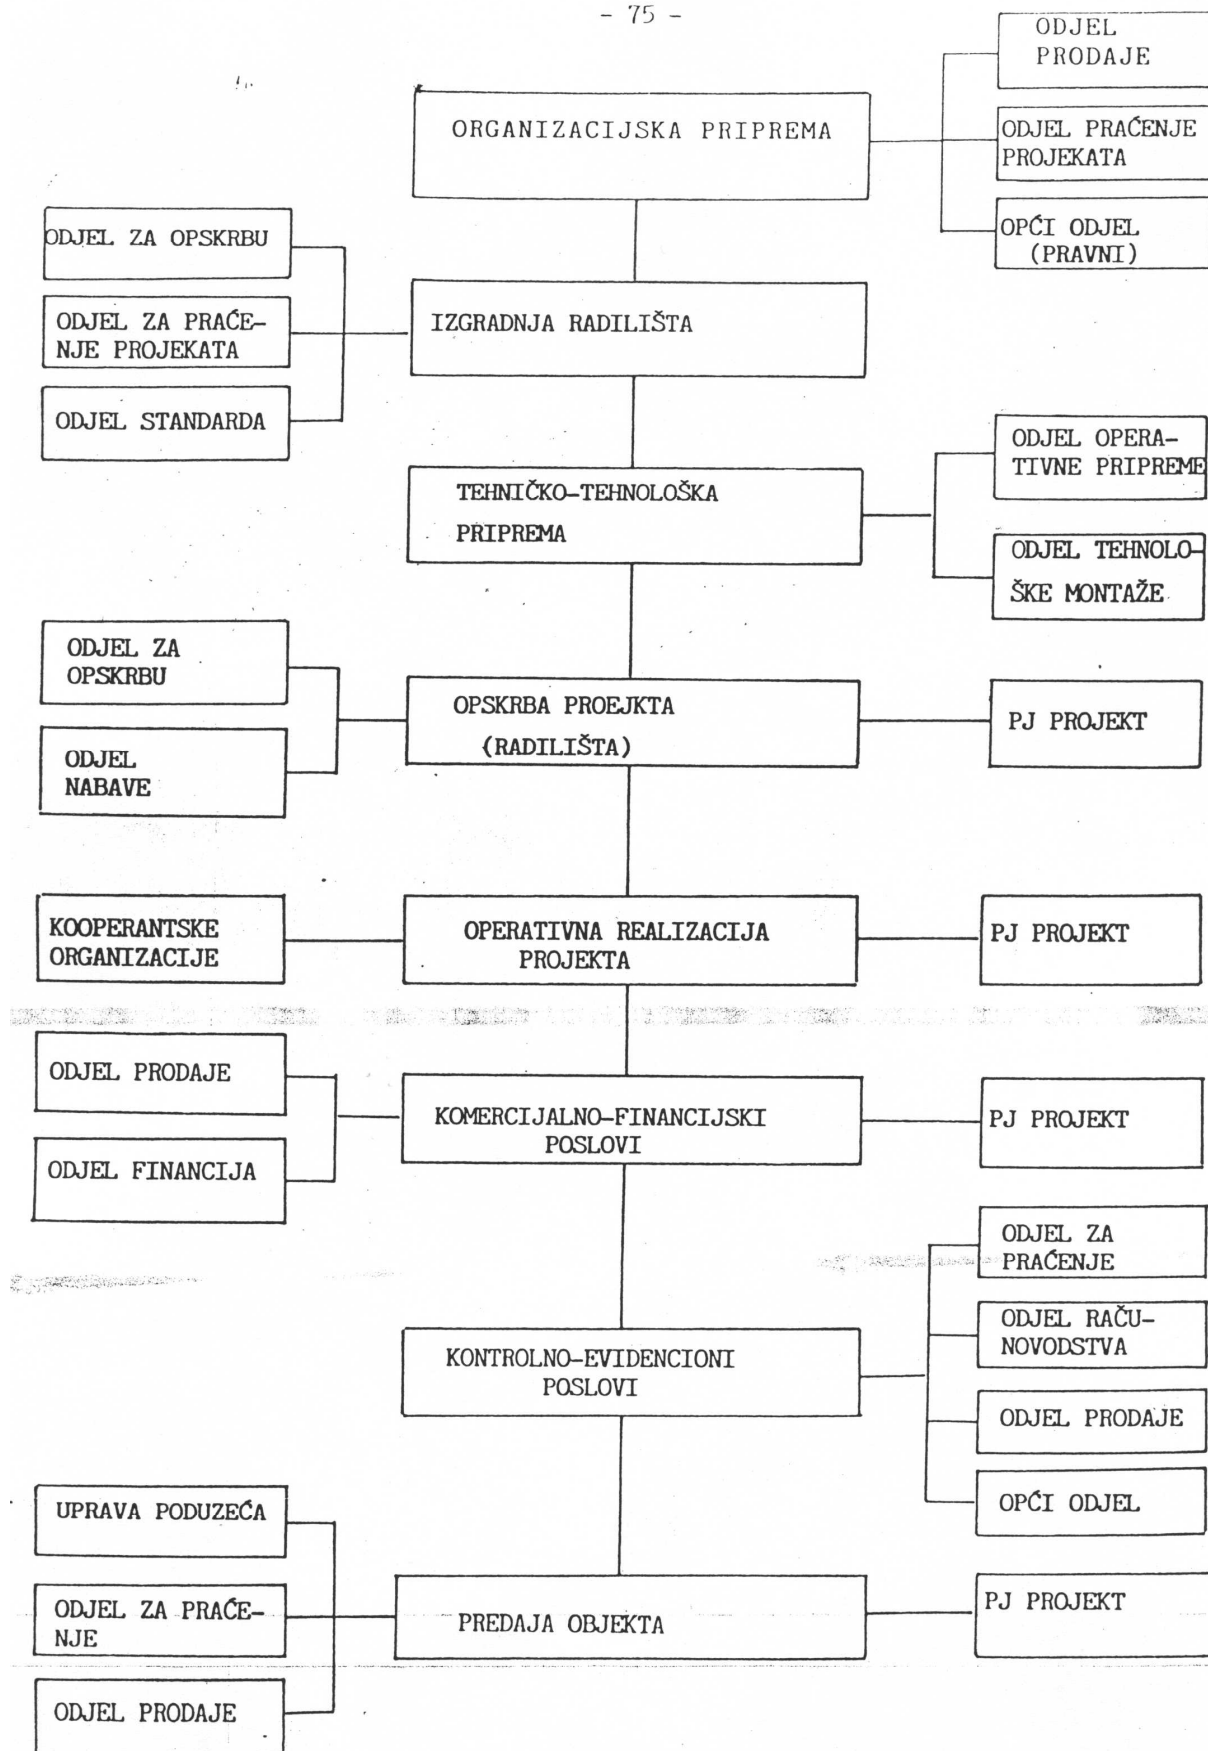 - 75 -
ODJEL
PRODAJE
ORGANIZACIJSKA PRIPREMA
ODJEL PRAĆENJE
PROJEKATA
OPĆI ODJEL
(PRAVNI)
ODJEL ZA OPSKRBU
ODJEL ZA PRAĆE-
NJE PROJEKATA
ODJEL STANDARDA
IZGRADNJA RADILIŠTA
TEHNIČKO-TEHNOLOŠKA
PRIPREMA
ODJEL OPERA-
TIVNE PRIPREME
ODJEL TEHNOLO-
ŠKE MONTAŽE
ODJEL ZA
OPSKRBU
ODJEL
NABAVE
OPSKRBA PROEJKTA
(RADILIŠTA)
PJ PROJEKT
KOOPERANTSKE
ORGANIZACIJE
OPERATIVNA REALIZACIJA
PROJEKTA
PJ PROJEKT
ODJEL PRODAJE
ODJEL FINANCIJA
KOMERCIJALNO-FINANCIJSKI
POSLOVI
PJ PROJEKT
KONTROLNO-EVIDENCIONI
POSLOVI
ODJEL ZA
PRAĆENJE
ODJEL RAČU-
NOVODSTVA
ODJEL PRODAJE
OPĆI ODJEL
UPRAVA PODUZEĆA
ODJEL ZA PRAĆE-
NJE
ODJEL PRODAJE
PREDAJA OBJEKTA
PJ PROJEKT